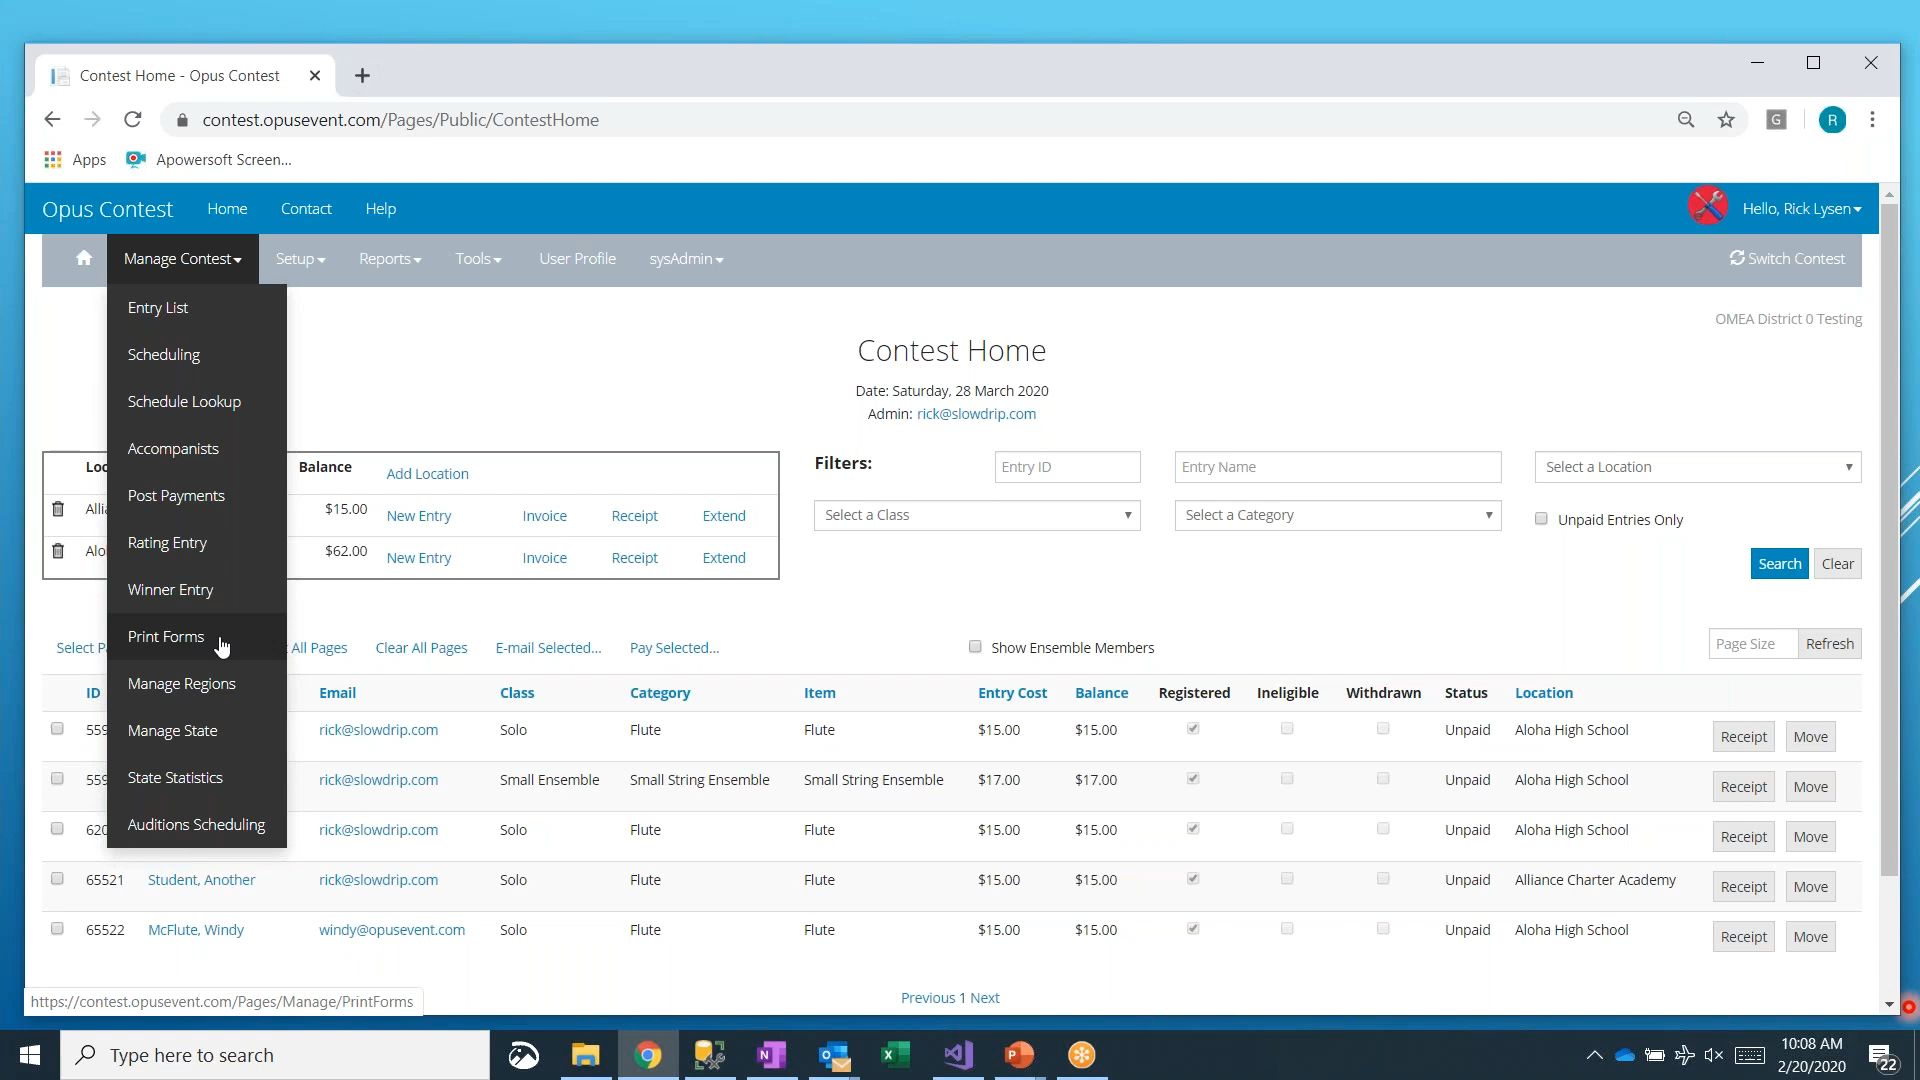 Contest Home - Opus Contest
contest.opusevent.com/Pages/Public/ContestHome
G
R
Apps
Apowersoft Screen...
Opus Contest
Home
Contact
Help
Hello, Rick Lysen
Manage Contest
Setup
Reports
Tools
User Profile
sysAdmin
Switch Contest
Entry List
Scheduling
Schedule Lookup
Accompanists
Post Payments
Rating Entry
Winner Entry
Print Forms
Manage Regions
Manage State
State Statistics
Auditions Scheduling
OMEA District 0 Testing
Contest Home
Date: Saturday, 28 March 2020
Admin: rick@slowdrip.com
Loc Balance Add Location
Alli $15.00 New Entry Invoice Receipt Extend
Alo $62.00 New Entry Invoice Receipt Extend
Filters:
Entry ID
Entry Name
Select a Location
Select a Class
Select a Category
Unpaid Entries Only
Search
Clear
Select P All Pages Clear All Pages E-mail Selected... Pay Selected...
Show Ensemble Members
Page Size
Refresh
ID Email Class Category Item Entry Cost Balance Registered Ineligible Withdrawn Status Location
559 rick@slowdrip.com Solo Flute Flute $15.00 $15.00 Unpaid Aloha High School Receipt Move
559 rick@slowdrip.com Small Ensemble Small String Ensemble Small String Ensemble $17.00 $17.00 Unpaid Aloha High School Receipt Move
620 rick@slowdrip.com Solo Flute Flute $15.00 $15.00 Unpaid Aloha High School Receipt Move
65521 Student, Another rick@slowdrip.com Solo Flute Flute $15.00 $15.00 Unpaid Alliance Charter Academy Receipt Move
65522 McFlute, Windy windy@opusevent.com Solo Flute Flute $15.00 $15.00 Unpaid Aloha High School Receipt Move
Previous 1 Next
https://contest.opusevent.com/Pages/Manage/PrintForms
Type here to search
N
O
X
P
10:08 AM
2/20/2020
22